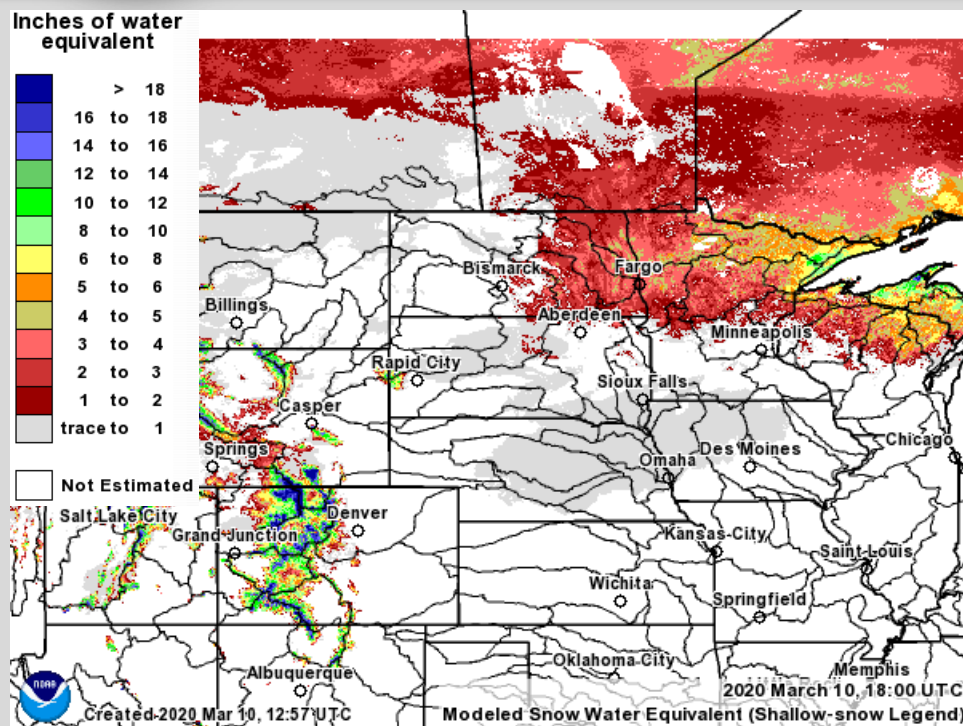 Inches of water
equivalent
> 18
16 to 18
14 to 16
12 to 14
10 to 12
8 to 10
6 to 8
5 to 6
4 to 5
3 to 4
2 to 3
1 to 2
trace to 1
Not Estimated
Bismarck
Fargo
Billings
Aberdeen
Minneapolis
Rapid City
Sioux Falls
Casper
Springs
Des Moines
Chicago
Omaha
Salt Lake City
Denver
Grand Junction
Kansas City
Saint Louis
Wichita
Springfield
Oklahoma City
Memphis
Albuquerque
2020 March 10, 18:00 UTC
NOAA
Created 2020 Mar 10, 12:57 UTC
Modeled Snow Water Equivalent (Shallow-snow Legend)